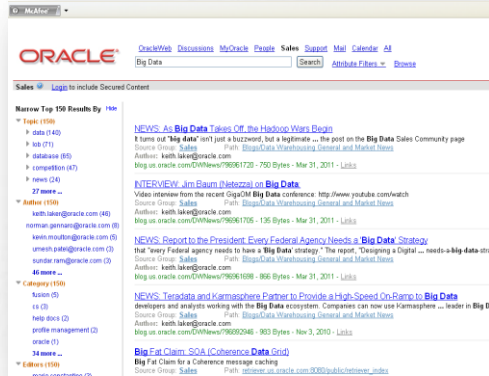 McAfee
ORACLE
OracleWeb Discussions MyOracle People Sales Support Mail Calendar All
Big Data Search Attribute Filters Browse
Sales Login to include Secured Content
Narrow Top 150 Results By Hide
Topic (150)
data (140)
lob (71)
database (65)
competition (47)
news (24)
27 more ...
Author (150)
keith.laker@oracle.com (46)
norman.gennaro@oracle.com (8)
kevin.moulton@oracle.com (5)
umesh.patel@oracle.com (3)
sundar.ram@oracle.com (3)
46 more ...
Category (150)
fusion (5)
cs (3)
help docs (2)
profile management (2)
oracle (1)
34 more ...
Editors (150)
NEWS: As Big Data Takes Off, the Hadoop Wars Begin
It turns out "big data" isn't just a buzzword, but a legitimate ... the post on the Big Data Sales Community page
Source Group: Sales Path: Blogs/Data Warehousing General and Market News
Author: keith.laker@oracle.com
blog.us.oracle.com/DWNews/?96961720 - 750 Bytes - Mar 31, 2011 - Links
INTERVIEW: Jim Baum (Netezza) on Big Data
Video interview from the recent GigaOM Big Data conference: http://www.youtube.com/watch
Source Group: Sales Path: Blogs/Data Warehousing General and Market News
Author: keith.laker@oracle.com
blog.us.oracle.com/DWNews/?96961705 - 135 Bytes - Mar 31, 2011 - Links
NEWS: Report to the President: Every Federal Agency Needs a 'Big Data' Strategy
that "every Federal agency needs to have a 'Big Data' strategy." The report, "Designing a Digital ... needs-a-big-data-str
Source Group: Sales Path: Blogs/Data Warehousing General and Market News
Author: keith.laker@oracle.com
blog.us.oracle.com/DWNews/?96961698 - 866 Bytes - Mar 31, 2011 - Links
NEWS: Teradata and Karmasphere Partner to Provide a High-Speed On-Ramp to Big Data
developers and analysts working with the Big Data ecosystem. Companies can now use Karmasphere ... leader in Big D
Source Group: Sales Path: Blogs/Data Warehousing General and Market News
Author: keith.laker@oracle.com
blog.us.oracle.com/DWNews/?96892946 - 983 Bytes - Nov 3, 2010 - Links
Big Fat Claim: SOA (Coherence Data Grid)
Big Fat Claim for a Coherence message caching
Source Group: Sales Path: retriever.us.oracle.com:8080/public/retriever_index